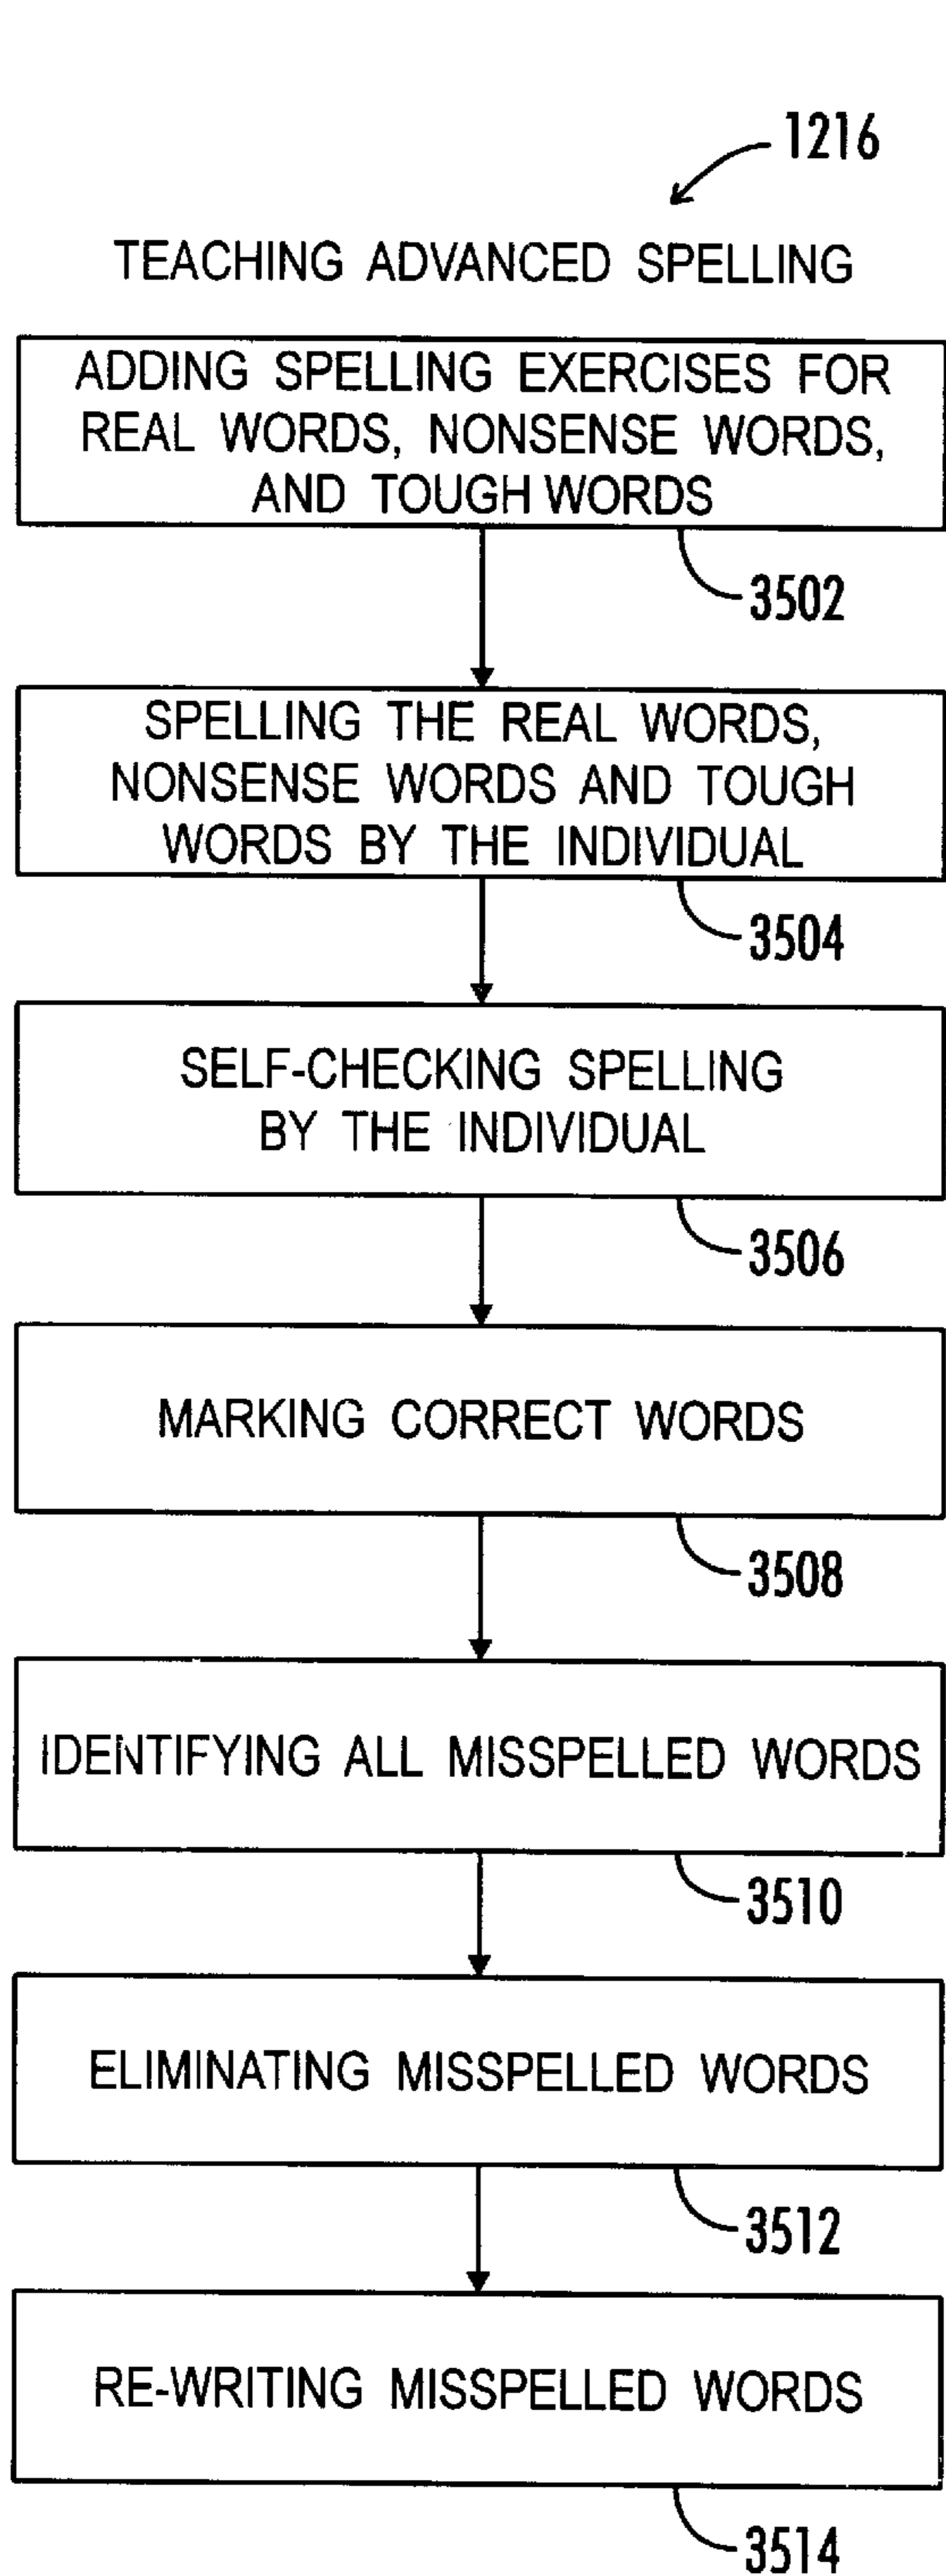 1216
TEACHING ADVANCED SPELLING
ADDING SPELLING EXERCISES FOR
REAL WORDS, NONSENSE WORDS,
AND TOUGH WORDS
3502
SPELLING THE REAL WORDS,
NONSENSE WORDS AND TOUGH
WORDS BY THE INDIVIDUAL
3504
SELF-CHECKING SPELLING
BY THE INDIVIDUAL
3506
MARKING CORRECT WORDS
3508
IDENTIFYING ALL MISSPELLED WORDS
3510
ELIMINATING MISSPELLED WORDS
3512
RE-WRITING MISSPELLED WORDS
3514